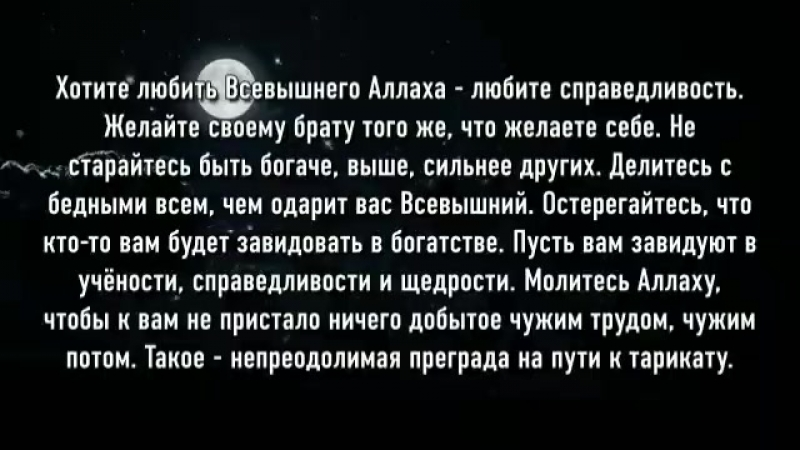 Хотите любить Всевышнего Аллаха - любите справедливость.
Желайте своему брату того же, что желаете себе. Не
старайтесь быть богаче, выше, сильнее других. Делитесь с
бедными всем, чем одарит вас Всевышний. Остерегайтесь, что
кто-то вам будет завидовать в богатстве. Пусть вам завидуют в
учёности, справедливости и щедрости. Молитесь Аллаху,
чтобы к вам не пристало ничего добытое чужим трудом, чужим
потом. Такое - непреодолимая преграда на пути к тарикату.